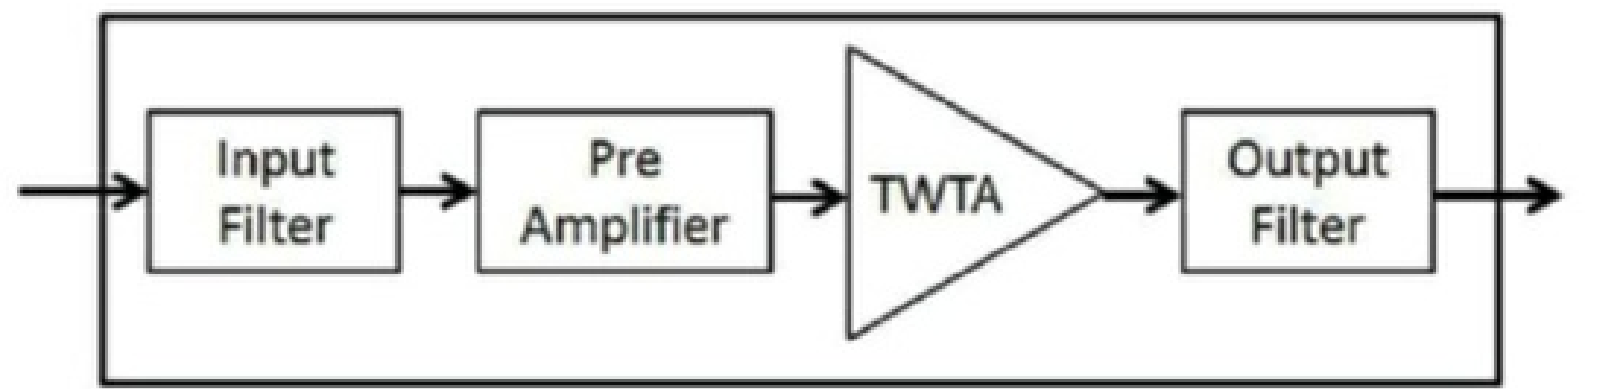 Input
Filter
Pre
Amplifier
TWTA
Output
Filter